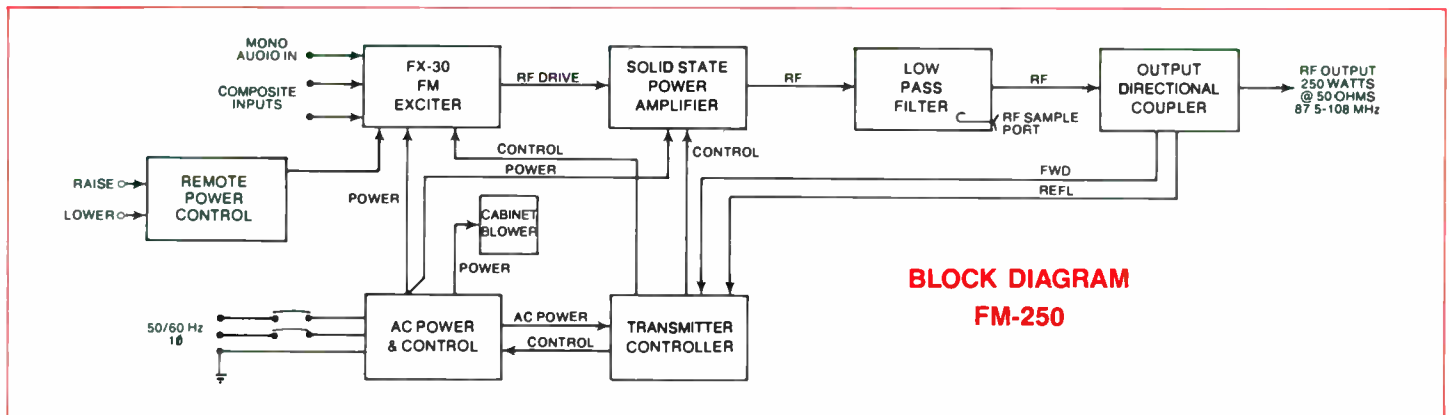 MONO
AUDIO IN
COMPOSITE
INPUTS
FX-30
FM
EXCITER
RF DRIVE
SOLID STATE
POWER
AMPLIFIER
RF
LOW
PASS
FILTER
RF SAMPLE
PORT
RF
OUTPUT
DIRECTIONAL
COUPLER
RF OUTPUT
250 WATTS
@ 50 OHMS
87 5-108 MHz
RAISE
LOWER
REMOTE
POWER
CONTROL
POWER
CONTROL
POWER
CONTROL
FWD
REFL
CABINET
BLOWER
POWER
50/60 Hz
1ϕ
AC POWER
& CONTROL
AC POWER
CONTROL
TRANSMITTER
CONTROLLER
BLOCK DIAGRAM
FM-250